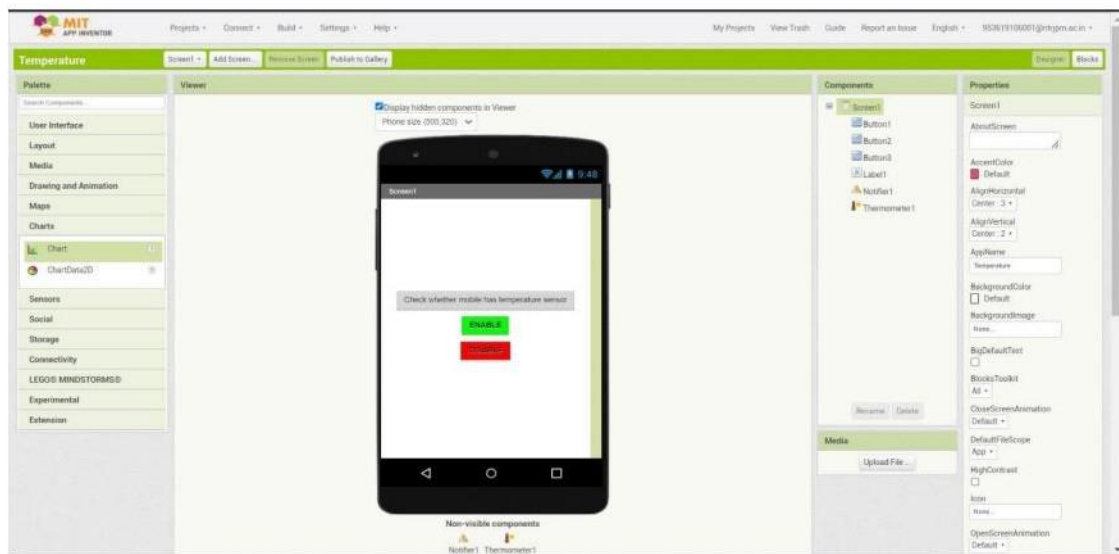 MIT
APP INVENTOR
Projects Connect Build Settings Help
My Projects View Trash Guide Report an Issue English
Temperature
Screen1 Add Screen... Remove Screen Publish to Gallery
Designer Blocks
Palette
Search Components...
User Interface
Layout
Media
Drawing and Animation
Maps
Charts
Chart
ChartData2D
Sensors
Social
Storage
Connectivity
LEGO® MINDSTORMS®
Experimental
Extension
Viewer
Display hidden components in Viewer
Phone size (505,320)
9:48
Screen1
Check whether mobile has temperature sensor
ENABLE
Non-visible components
Notifier1 Thermometer1
Components
Screen1
Button1
Button2
Button3
Label1
Notifier1
Thermometer1
Rename Delete
Media
Upload File ...
Properties
Screen1
AboutScreen
AccentColor
Default
AlignHorizontal
Center : 3
AlignVertical
Center : 2
AppName
Temperature
BackgroundColor
Default
BackgroundImage
None...
BigDefaultText
BlocksToolkit
All
CloseScreenAnimation
Default
DefaultFileScope
App
HighContrast
Icon
None...
OpenScreenAnimation
Default